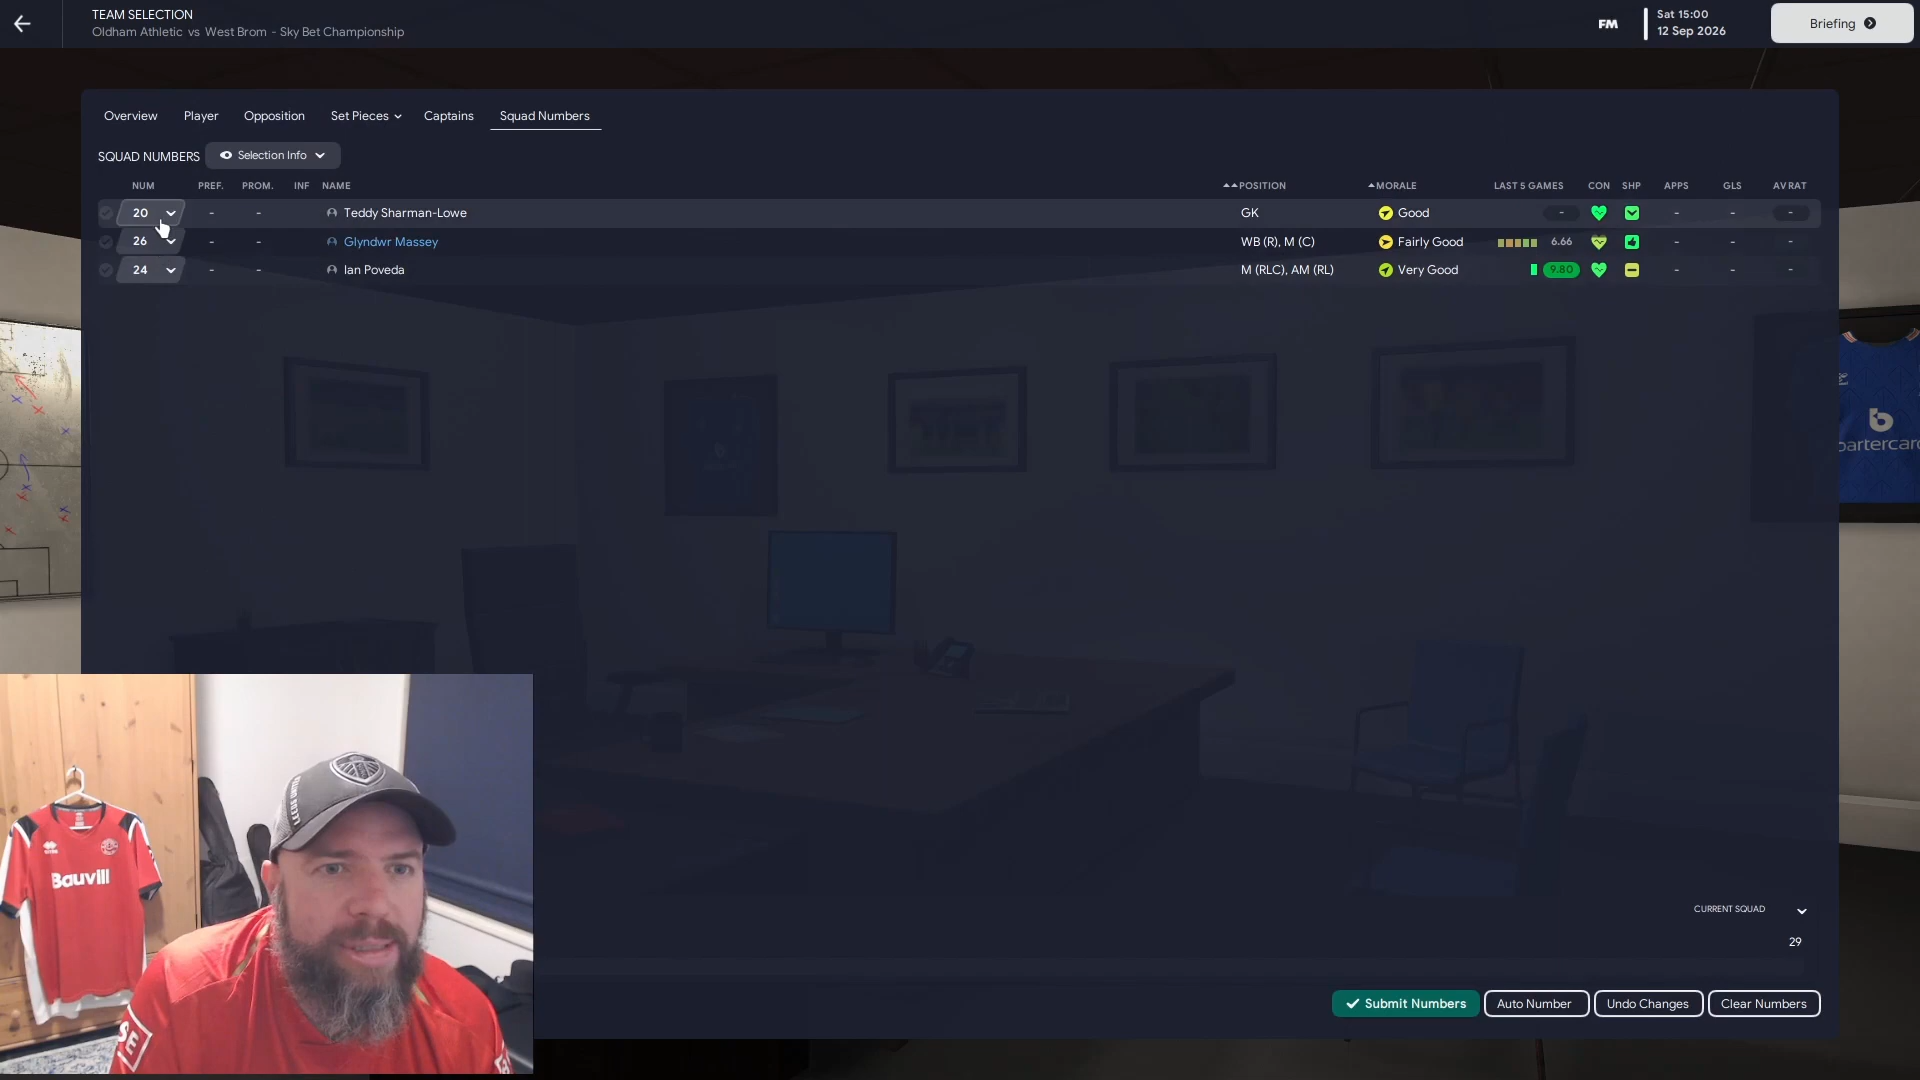 TEAM SELECTION
Oldham Athletic vs West Brom - Sky Bet Championship
FM
Sat 15:00
12 Sep 2026
Briefing
Overview Player Opposition Set Pieces Captains Squad Numbers
SQUAD NUMBERS Selection Info
NUM PREF. PROM. INF NAME POSITION MORALE LAST 5 GAMES CON SHP APPS GLS AV RAT
20 - - Teddy Sharman-Lowe GK Good - - - -
26 - - Glyndwr Massey WB (R), M (C) Fairly Good 6.66 - - -
24 - - Ian Poveda M (RLC), AM (RL) Very Good 9.80 - - -
b
bartercard
CURRENT SQUAD
29
Submit Numbers Auto Number Undo Changes Clear Numbers
LEEDS UNITED
Bauvill
SE